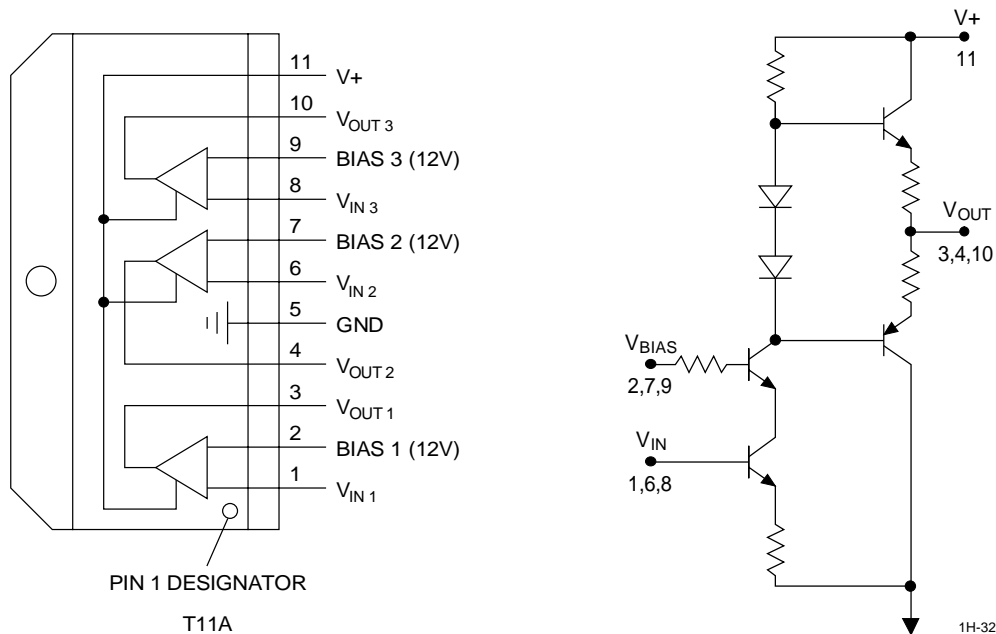 11 V+
10 VOUT 3
9 BIAS 3 (12V)
8 VIN 3
7 BIAS 2 (12V)
6 VIN 2
5 GND
4 VOUT 2
3 VOUT 1
2 BIAS 1 (12V)
1 VIN 1
PIN 1 DESIGNATOR
T11A
V+
11
VOUT
3,4,10
VBIAS
2,7,9
VIN
1,6,8
1H-32